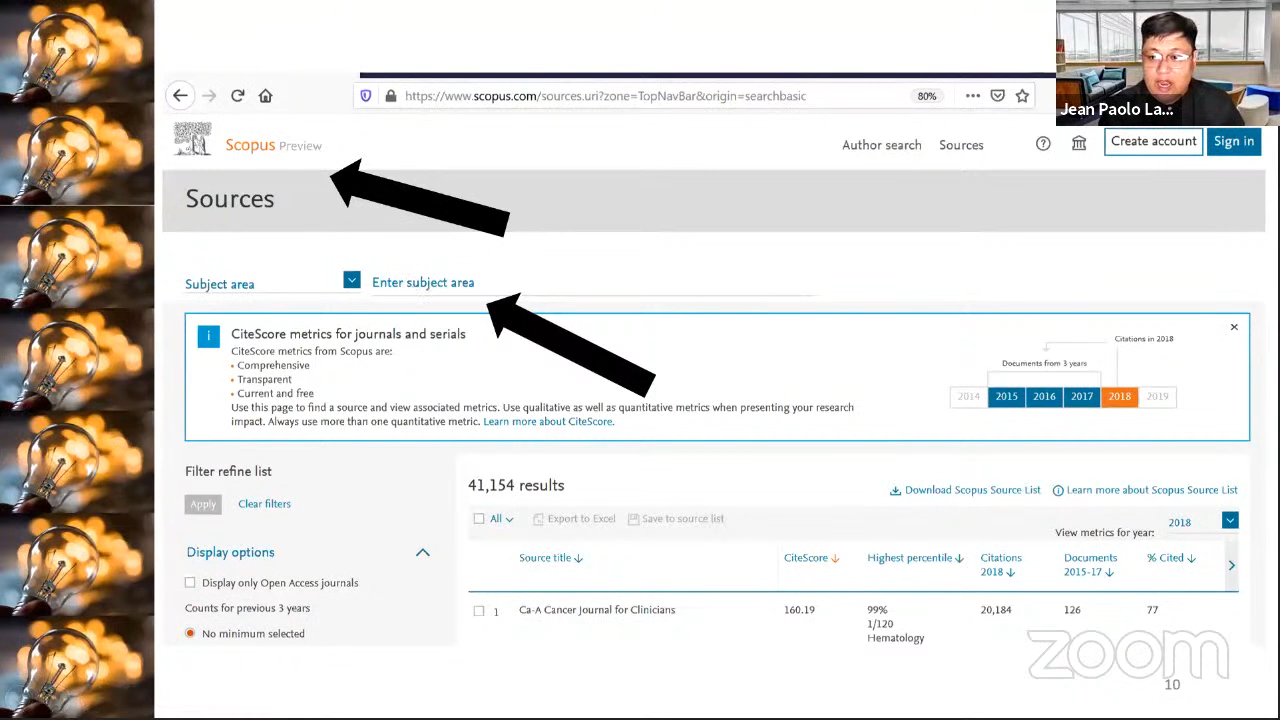 https://www.scopus.com/sources.uri?zone=TopNavBar&origin=searchbasic
80%
Jean Paolo La...
Scopus Preview
Author search
Sources
Create account
Sign in
Sources
Subject area
Enter subject area
i
CiteScore metrics for journals and serials
CiteScore metrics from Scopus are:
• Comprehensive
• Transparent
• Current and free
Use this page to find a source and view associated metrics. Use qualitative as well as quantitative metrics when presenting your research
impact. Always use more than one quantitative metric. Learn more about CiteScore.
Citations in 2018
Documents from 3 years
2014 2015 2016 2017 2018 2019
Filter refine list
Apply Clear filters
Display options
Display only Open Access journals
Counts for previous 3 years
No minimum selected
41,154 results
Download Scopus Source List
Learn more about Scopus Source List
All
Export to Excel
Save to source list
View metrics for year:
2018
Source title
CiteScore
Highest percentile
Citations
2018
Documents
2015-17
% Cited
1 Ca-A Cancer Journal for Clinicians 160.19 99% 20,184 126 77
1/120
Hematology
zoom
10